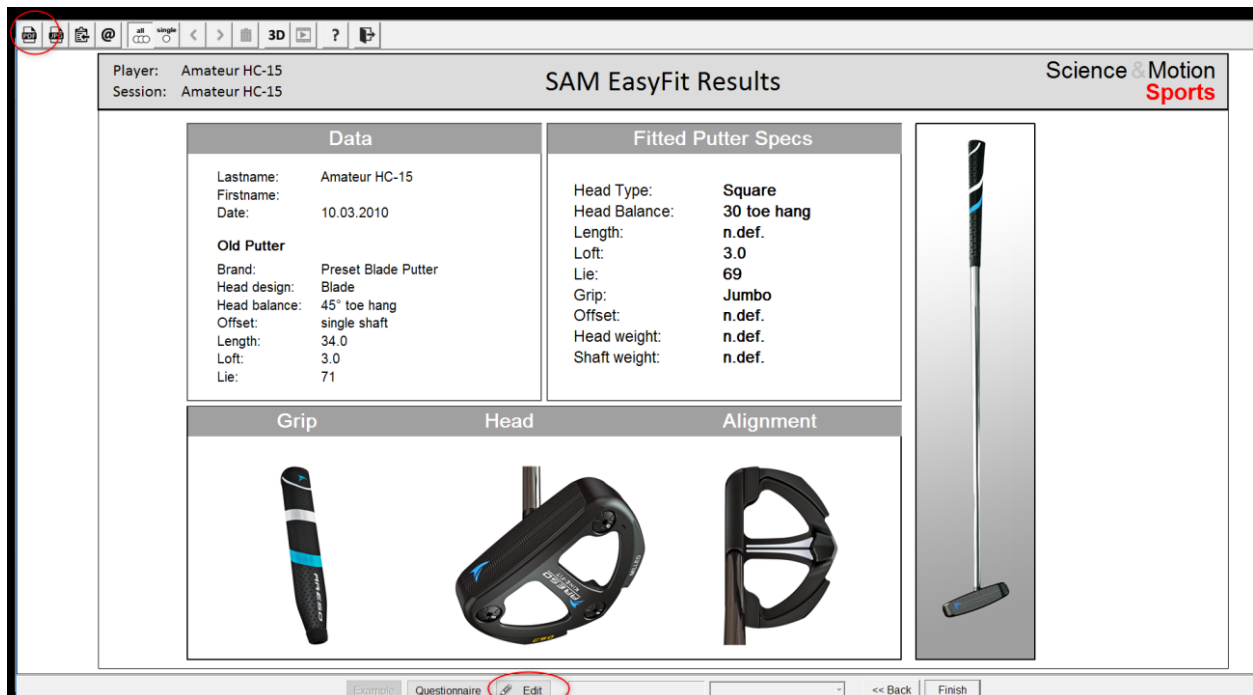 PDF JPG @ all single 3D ?
Player: Amateur HC-15
Session: Amateur HC-15
SAM EasyFit Results
Science & Motion
Sports
Data
Lastname: Amateur HC-15
Firstname:
Date: 10.03.2010
Old Putter
Brand: Preset Blade Putter
Head design: Blade
Head balance: 45° toe hang
Offset: single shaft
Length: 34.0
Loft: 3.0
Lie: 71
Fitted Putter Specs
Head Type: Square
Head Balance: 30 toe hang
Length: n.def.
Loft: 3.0
Lie: 69
Grip: Jumbo
Offset: n.def.
Head weight: n.def.
Shaft weight: n.def.
Grip Head Alignment
Example Questionnaire Edit << Back Finish